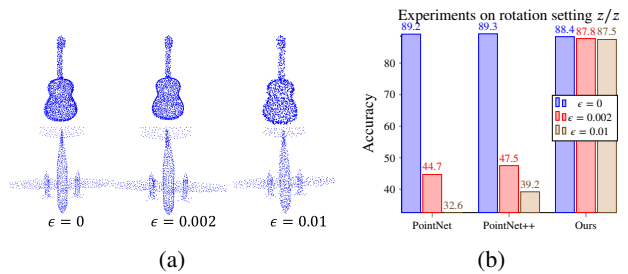 ϵ = 0
ϵ = 0.002
ϵ = 0.01
(a)
Experiments on rotation setting z/z
Accuracy
80
70
60
50
40
89.2
44.7
32.6
89.3
47.5
39.2
88.4
87.8
87.5
ϵ = 0
ϵ = 0.002
ϵ = 0.01
PointNet
PointNet++
Ours
(b)